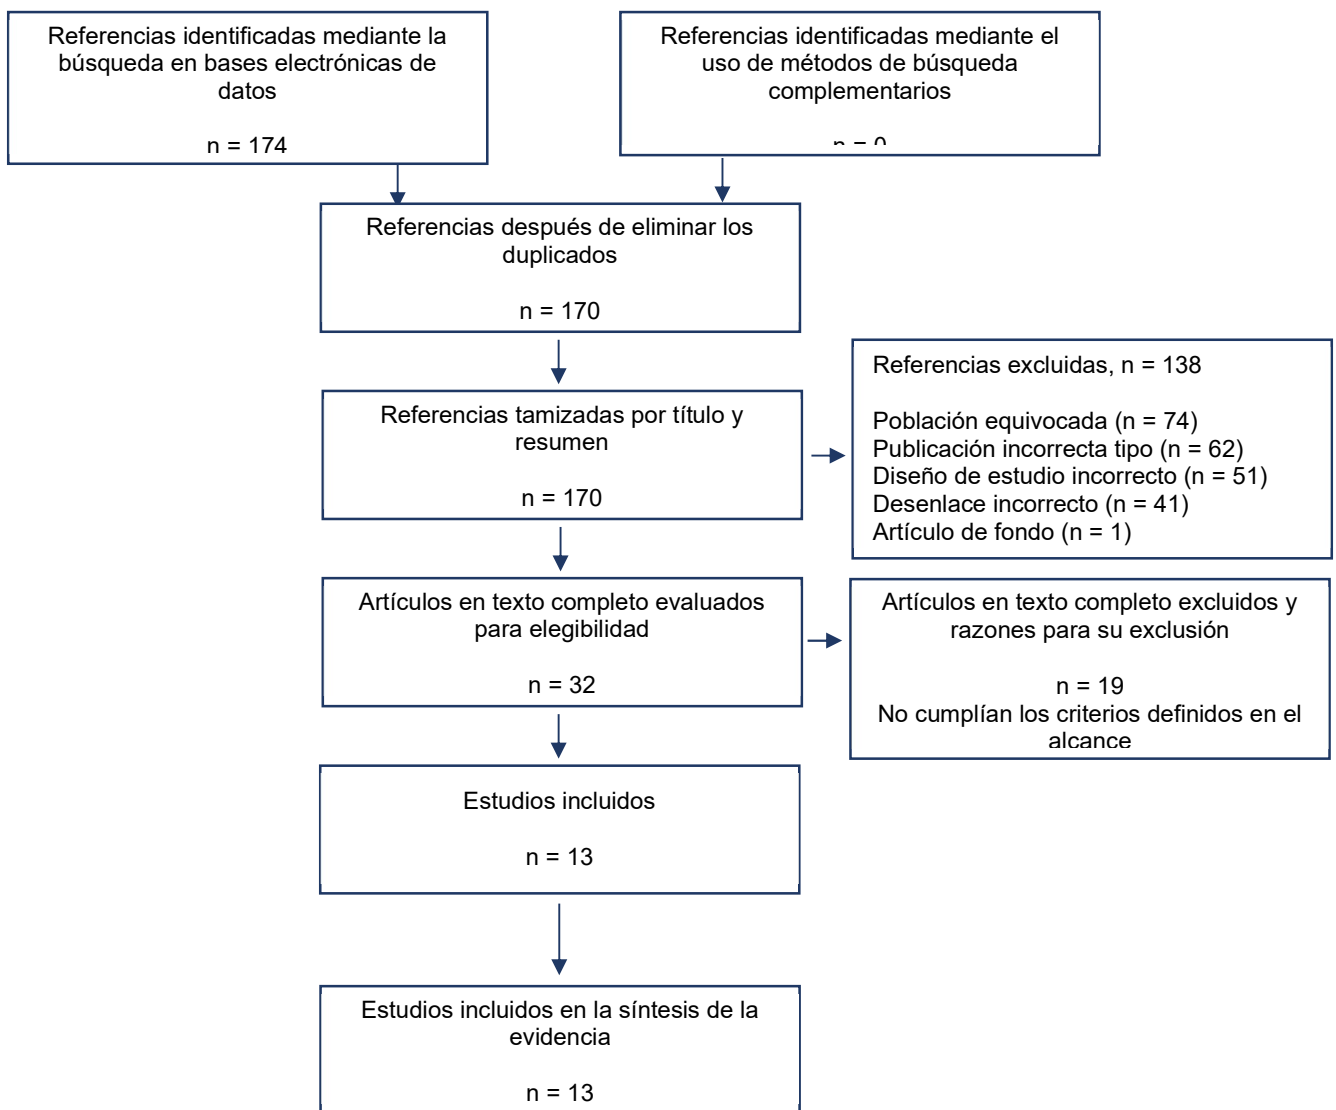 Referencias identificadas mediante la
búsqueda en bases electrónicas de
datos
n = 174
Referencias identificadas mediante el
uso de métodos de búsqueda
complementarios
n = 0
Referencias después de eliminar los
duplicados
n = 170
Referencias tamizadas por título y
resumen
n = 170
Referencias excluidas, n = 138
Población equivocada (n = 74)
Publicación incorrecta tipo (n = 62)
Diseño de estudio incorrecto (n = 51)
Desenlace incorrecto (n = 41)
Artículo de fondo (n = 1)
Artículos en texto completo evaluados
para elegibilidad
n = 32
Artículos en texto completo excluidos y
razones para su exclusión
n = 19
No cumplían los criterios definidos en el
alcance
Estudios incluidos
n = 13
Estudios incluidos en la síntesis de la
evidencia
n = 13